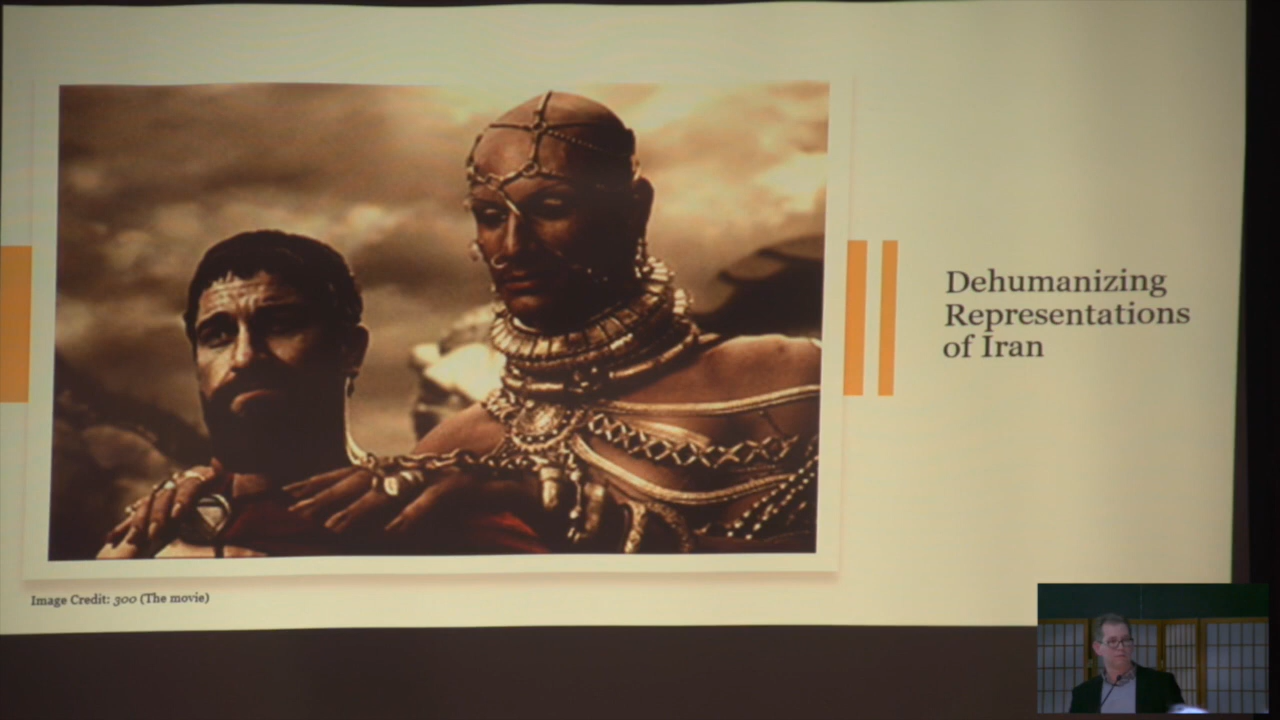 Dehumanizing
Representations
of Iran
Image Credit: 300 (The movie)